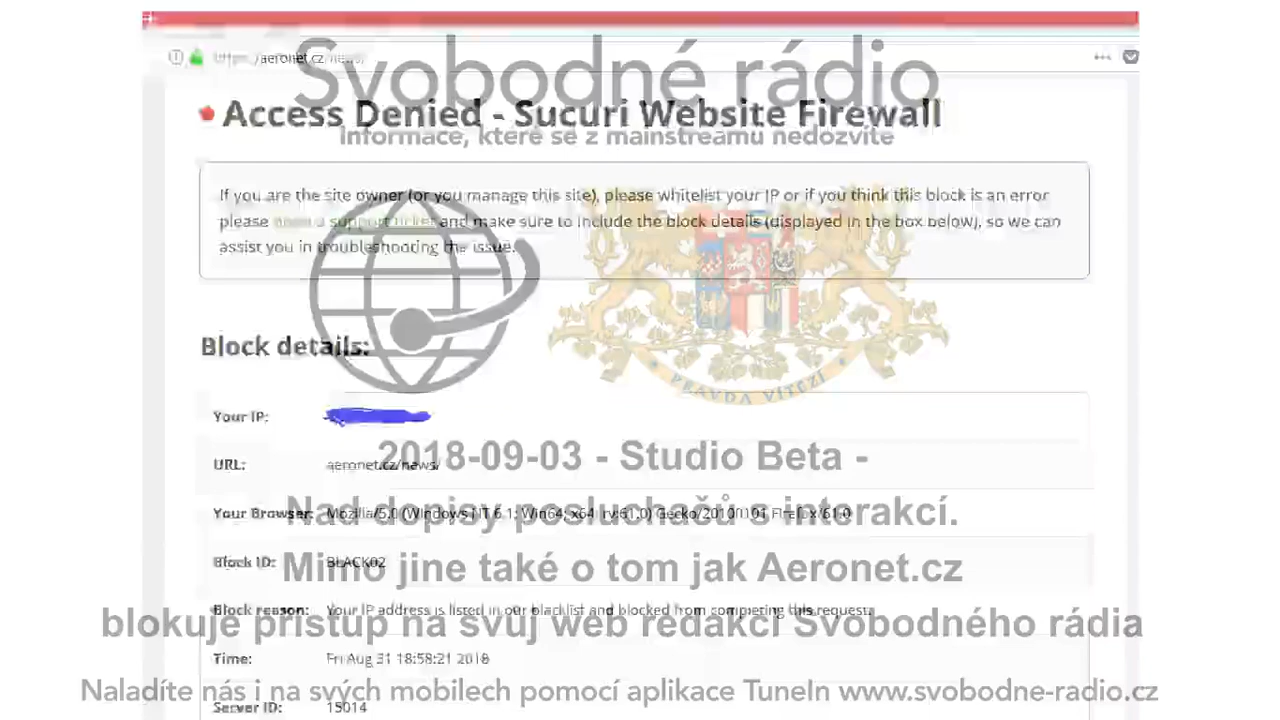 https://aeronet.cz/news/
Svobodné rádio
Access Denied - Sucuri Website Firewall
Informace, které se z mainstreamu nedozvíte
If you are the site owner (or you manage this site), please whitelist your IP or if you think this block is an error
please open a support ticket and make sure to include the block details (displayed in the box below), so we can
assist you in troubleshooting the issue.
Block details:
PRAVDA VÍTĚZÍ
Your IP:
2018-09-03 - Studio Beta -
URL: aeronet.cz/news/
Nad dopisy posluchačů s interakcí.
Your Browser: Mozilla/5.0 (Windows NT 6.1; Win64; x64; rv:61.0) Gecko/20100101 Firefox/61.0
Block ID: BLACK02
Mimo jine také o tom jak Aeronet.cz
Block reason: Your IP address is listed in our blacklist and blocked from completing this request.
blokuje přístup na svůj web redakci Svobodného rádia
Time: Fri Aug 31 18:58:21 2018
Naladíte nás i na svých mobilech pomocí aplikace TuneIn www.svobodne-radio.cz
Server ID: 15014